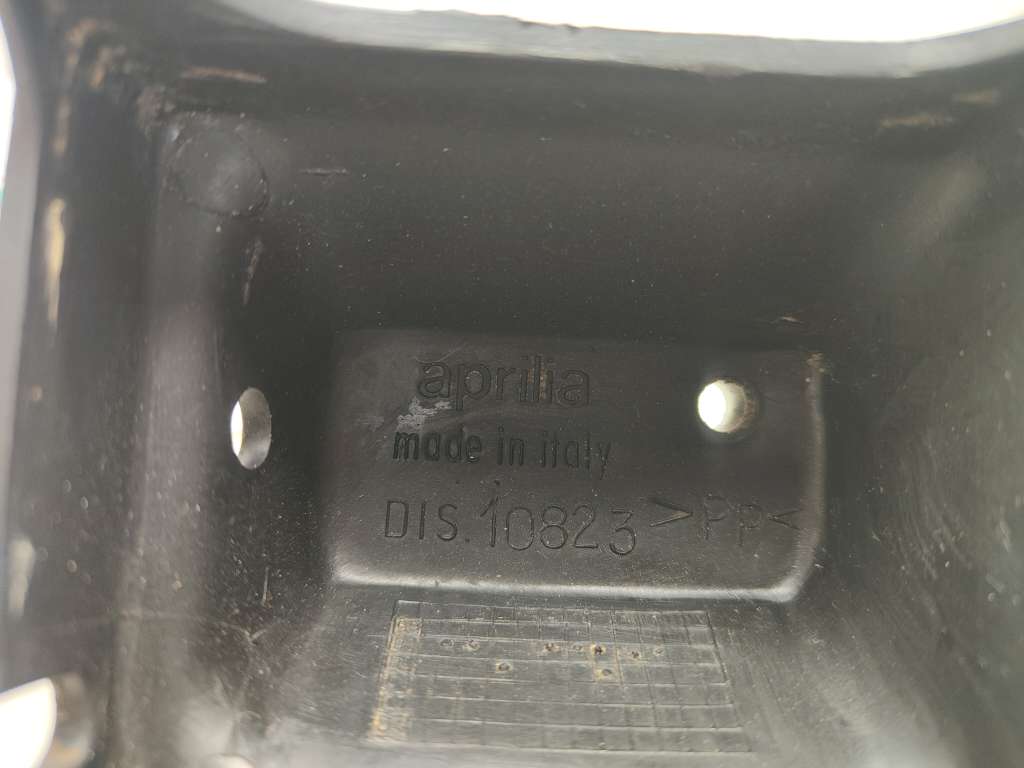 aprilia
made in italy
DIS.10823 >PP<